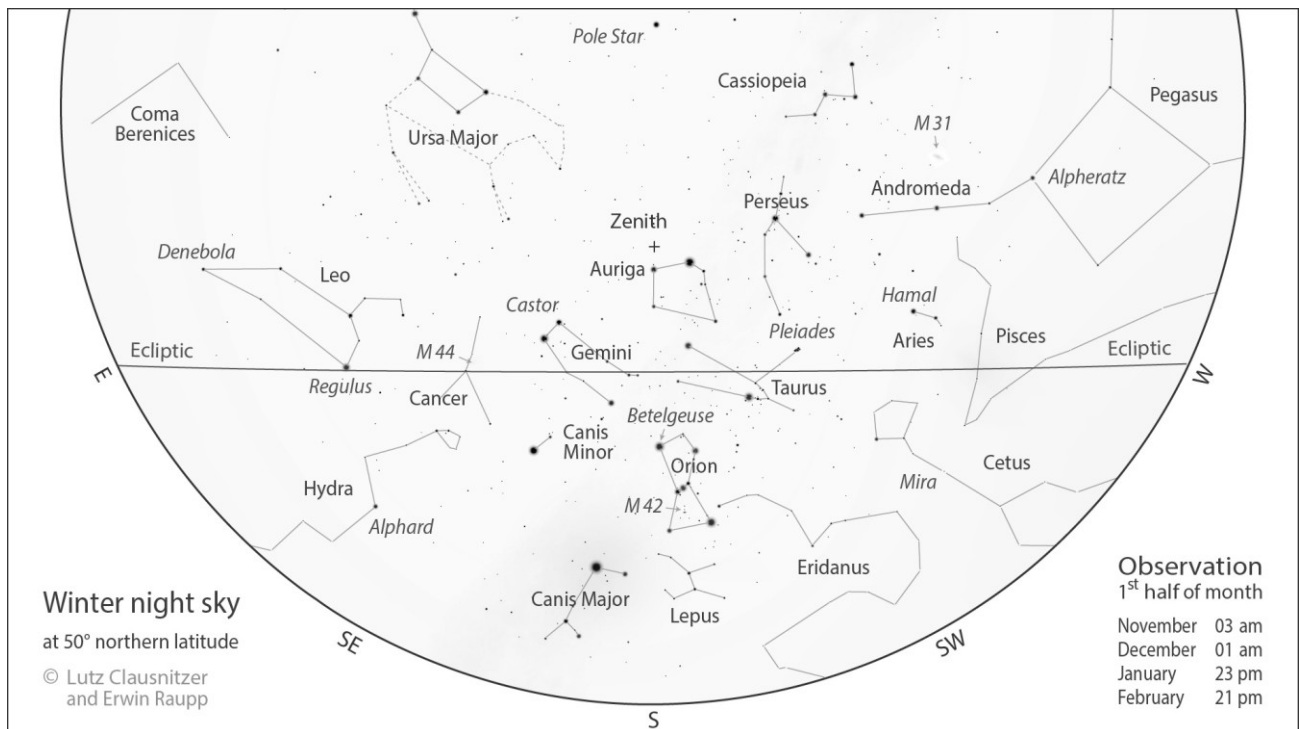 Pole Star
Cassiopeia
Pegasus
Coma
Berenices
M 31
Ursa Major
Alpheratz
Andromeda
Perseus
Zenith
Denebola
Auriga
Leo
Hamal
Castor
Pleiades
Aries
Pisces
Ecliptic
M 44
Gemini
Ecliptic
E
Regulus
Cancer
Taurus
W
Betelgeuse
Canis
Minor
Orion
Cetus
Hydra
Mira
M 42
Alphard
Eridanus
Canis Major
Lepus
SE
SW
S
Winter night sky
at 50° northern latitude
© Lutz Clausnitzer
and Erwin Raupp
Observation
1st half of month
November 03 am
December 01 am
January 23 pm
February 21 pm